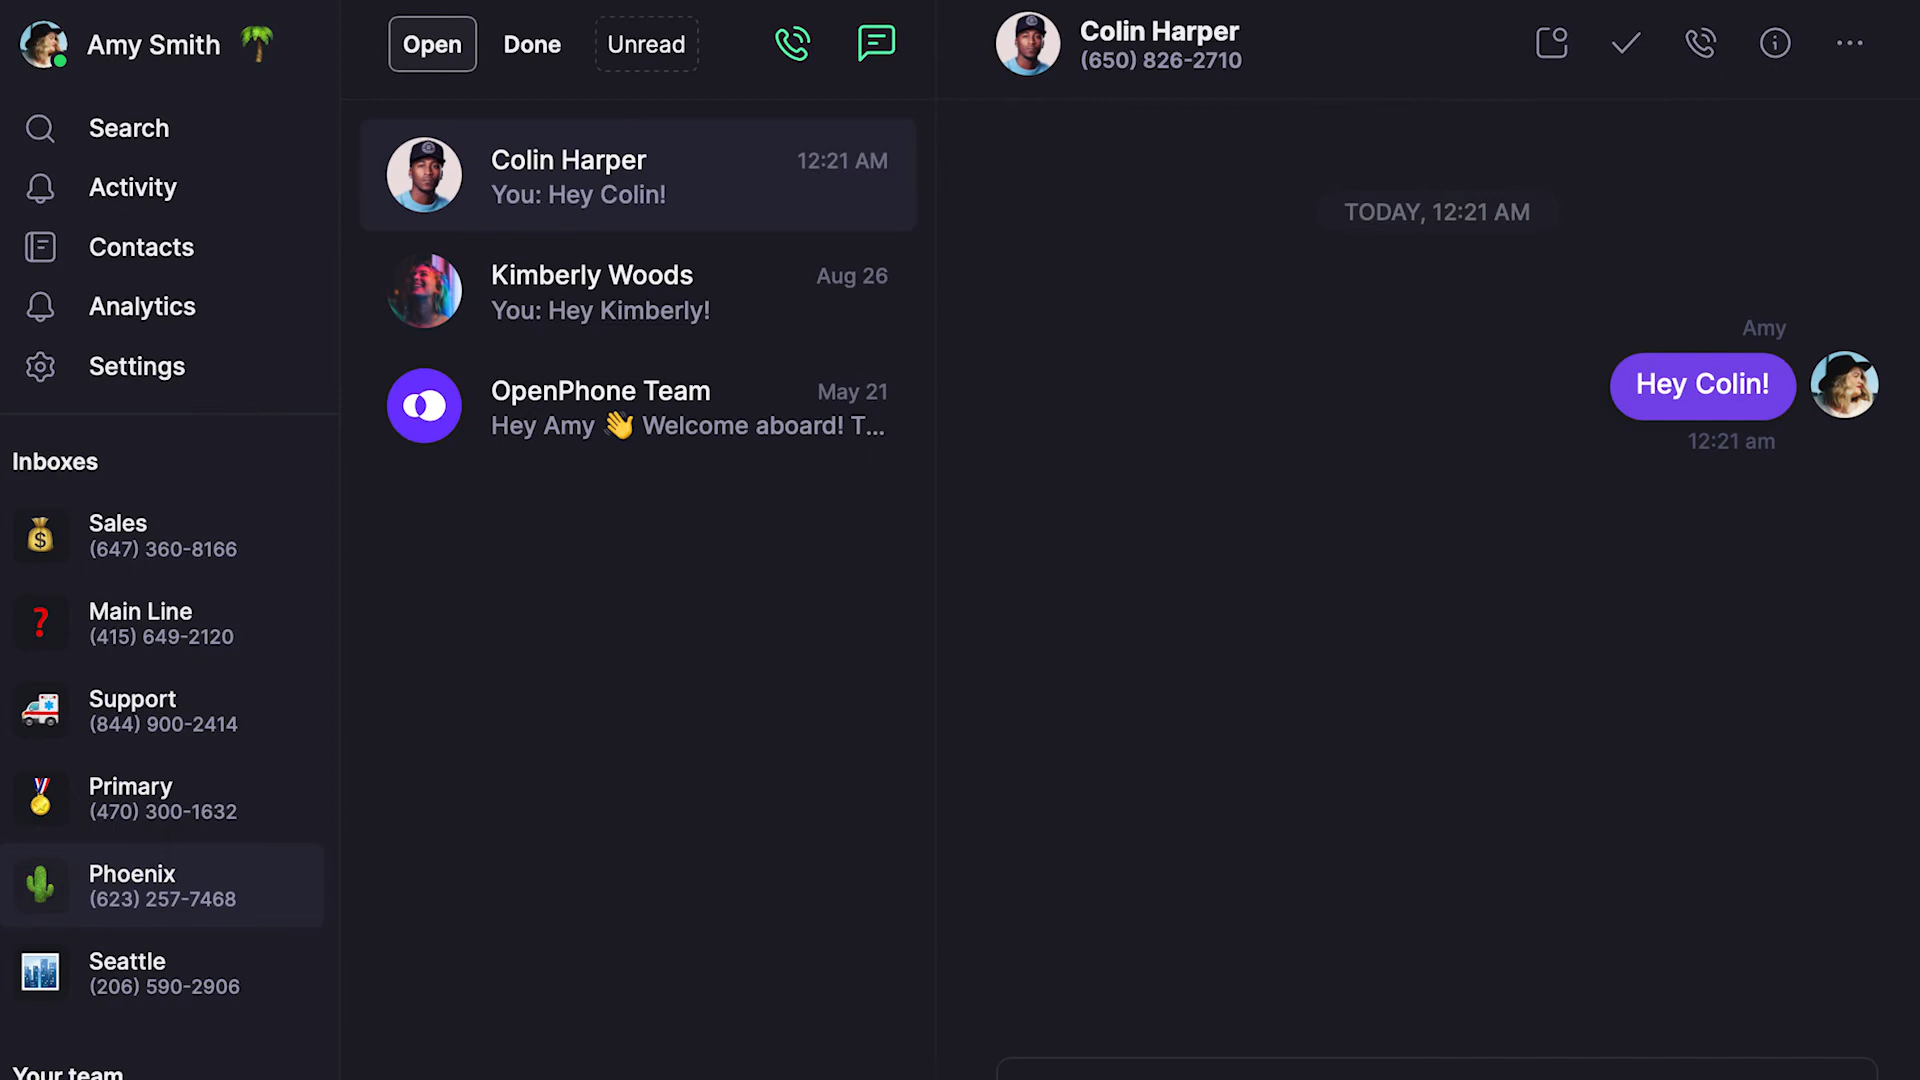 Amy Smith
Search
Activity
Contacts
Analytics
Settings
Inboxes
Sales
(647) 360-8166
Main Line
(415) 649-2120
Support
(844) 900-2414
Primary
(470) 300-1632
Phoenix
(623) 257-7468
Seattle
(206) 590-2906
Your team
Open Done Unread
Colin Harper 12:21 AM
You: Hey Colin!
Kimberly Woods Aug 26
You: Hey Kimberly!
OpenPhone Team May 21
Hey Amy 👋 Welcome aboard! T...
Colin Harper
(650) 826-2710
TODAY, 12:21 AM
Amy
Hey Colin!
12:21 am